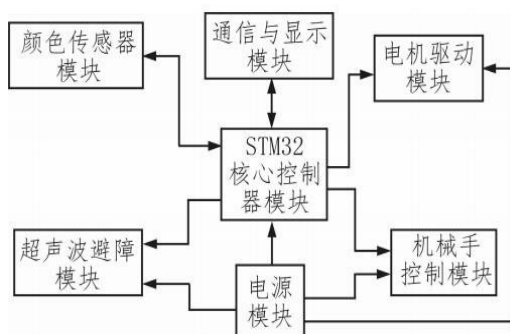 颜色传感器
模块
通信与显示
模块
电机驱动
模块
STM32
核心控制
器模块
超声波避障
模块
电源
模块
机械手
控制模块